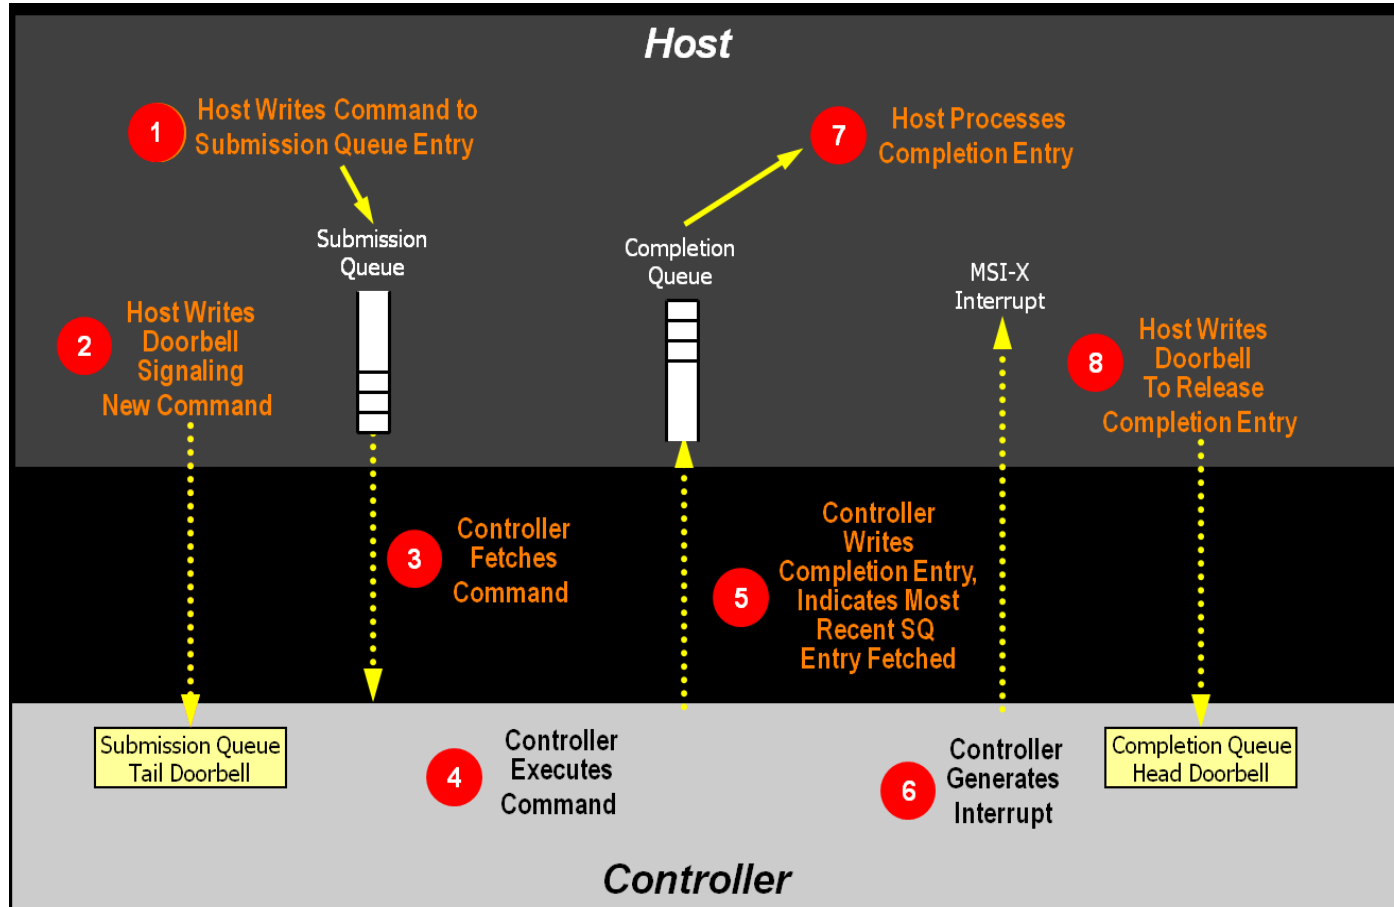 Host
1
Host Writes Command to
Submission Queue Entry
7
Host Processes
Completion Entry
Submission
Queue
Completion
Queue
MSI-X
Interrupt
2
Host Writes
Doorbell
Signaling
New Command
8
Host Writes
Doorbell
To Release
Completion Entry
3
Controller
Fetches
Command
5
Controller
Writes
Completion Entry,
Indicates Most
Recent SQ
Entry Fetched
Submission Queue
Tail Doorbell
4
Controller
Executes
Command
6
Controller
Generates
Interrupt
Completion Queue
Head Doorbell
Controller